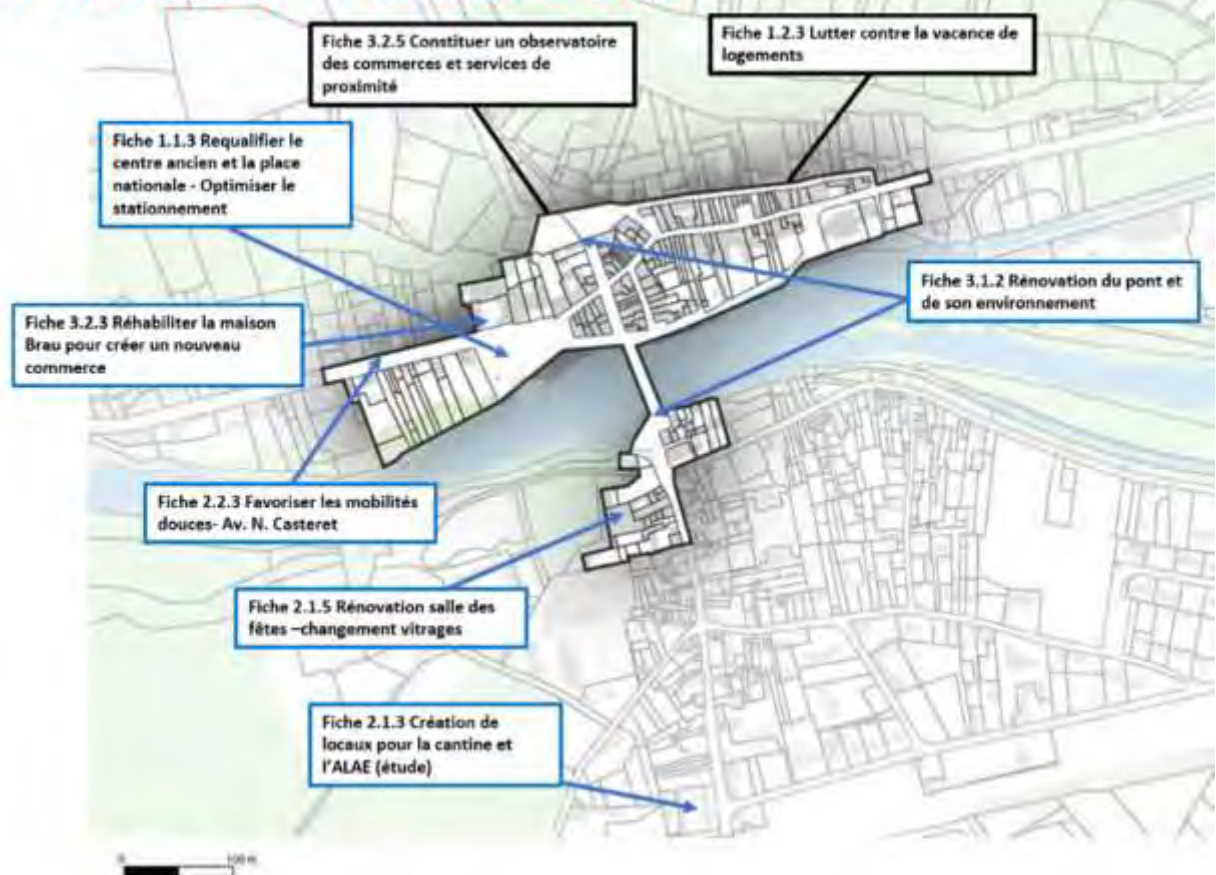 Fiche 3.2.5 Constituer un observatoire
des commerces et services de
proximité
Fiche 1.2.3 Lutter contre la vacance de
logements
Fiche 1.1.3 Requalifier le
centre ancien et la place
nationale - Optimiser le
stationnement
Fiche 3.1.2 Rénovation du pont et
de son environnement
Fiche 3.2.3 Réhabiliter la maison
Brau pour créer un nouveau
commerce
Fiche 2.2.3 Favoriser les mobilités
douces- Av. N. Casteret
Fiche 2.1.5 Rénovation salle des
fêtes –changement vitrages
Fiche 2.1.3 Création de
locaux pour la cantine et
l'ALAE (étude)
0 100 m